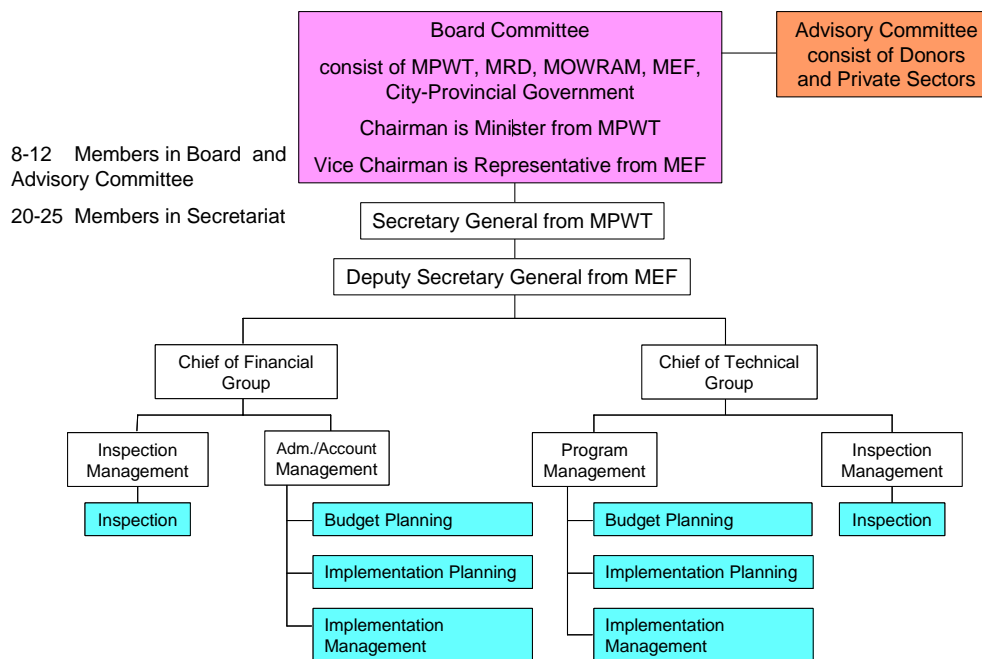 Board Committee
consist of MPWT, MRD, MOWRAM, MEF,
City-Provincial Government
Chairman is Minister from MPWT
Vice Chairman is Representative from MEF
Advisory Committee
consist of Donors
and Private Sectors
8-12 Members in Board and
Advisory Committee
20-25 Members in Secretariat
Secretary General from MPWT
Deputy Secretary General from MEF
Chief of Financial
Group
Chief of Technical
Group
Inspection
Management
Adm./Account
Management
Program
Management
Inspection
Management
Inspection
Budget Planning
Budget Planning
Inspection
Implementation Planning
Implementation Planning
Implementation
Management
Implementation
Management